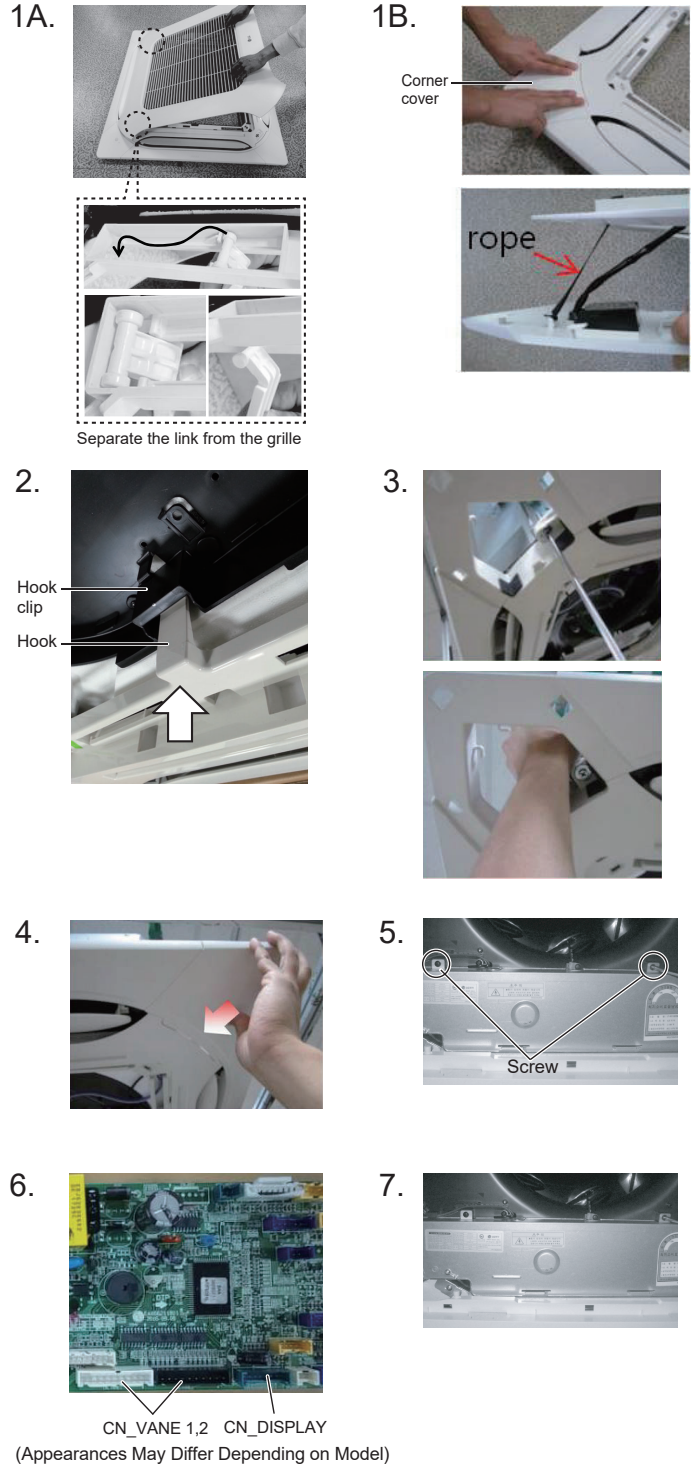 1A.
1B.
Corner
cover
rope
Separate the link from the grille
2.
Hook
clip
Hook
3.
4.
5.
Screw
6.
CN_VANE 1,2 CN_DISPLAY
(Appearances May Differ Depending on Model)
7.